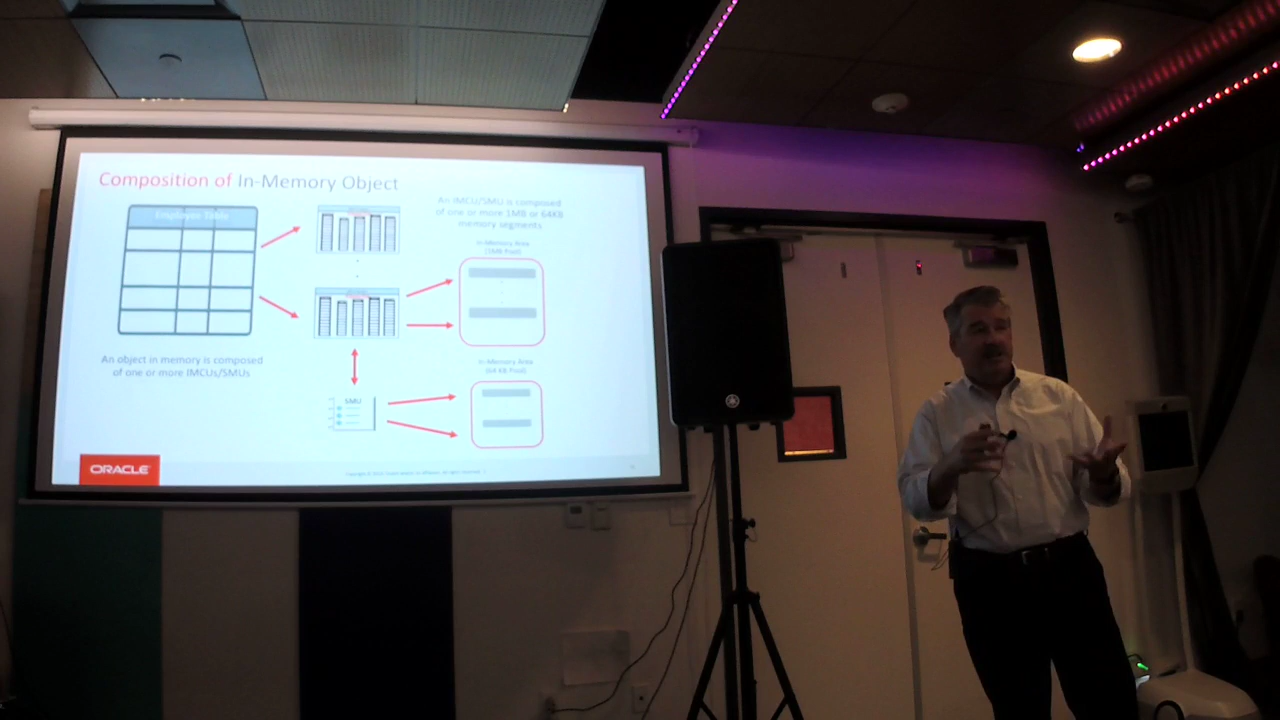 Composition of In-Memory Object
Employee Table
An IMCU/SMU is composed
of one or more 1MB or 64KB
memory segments
In-Memory Area
(1MB Pool)
An object in memory is composed
of one or more IMCUs/SMUs
In-Memory Area
(64 KB Pool)
SMU
ORACLE